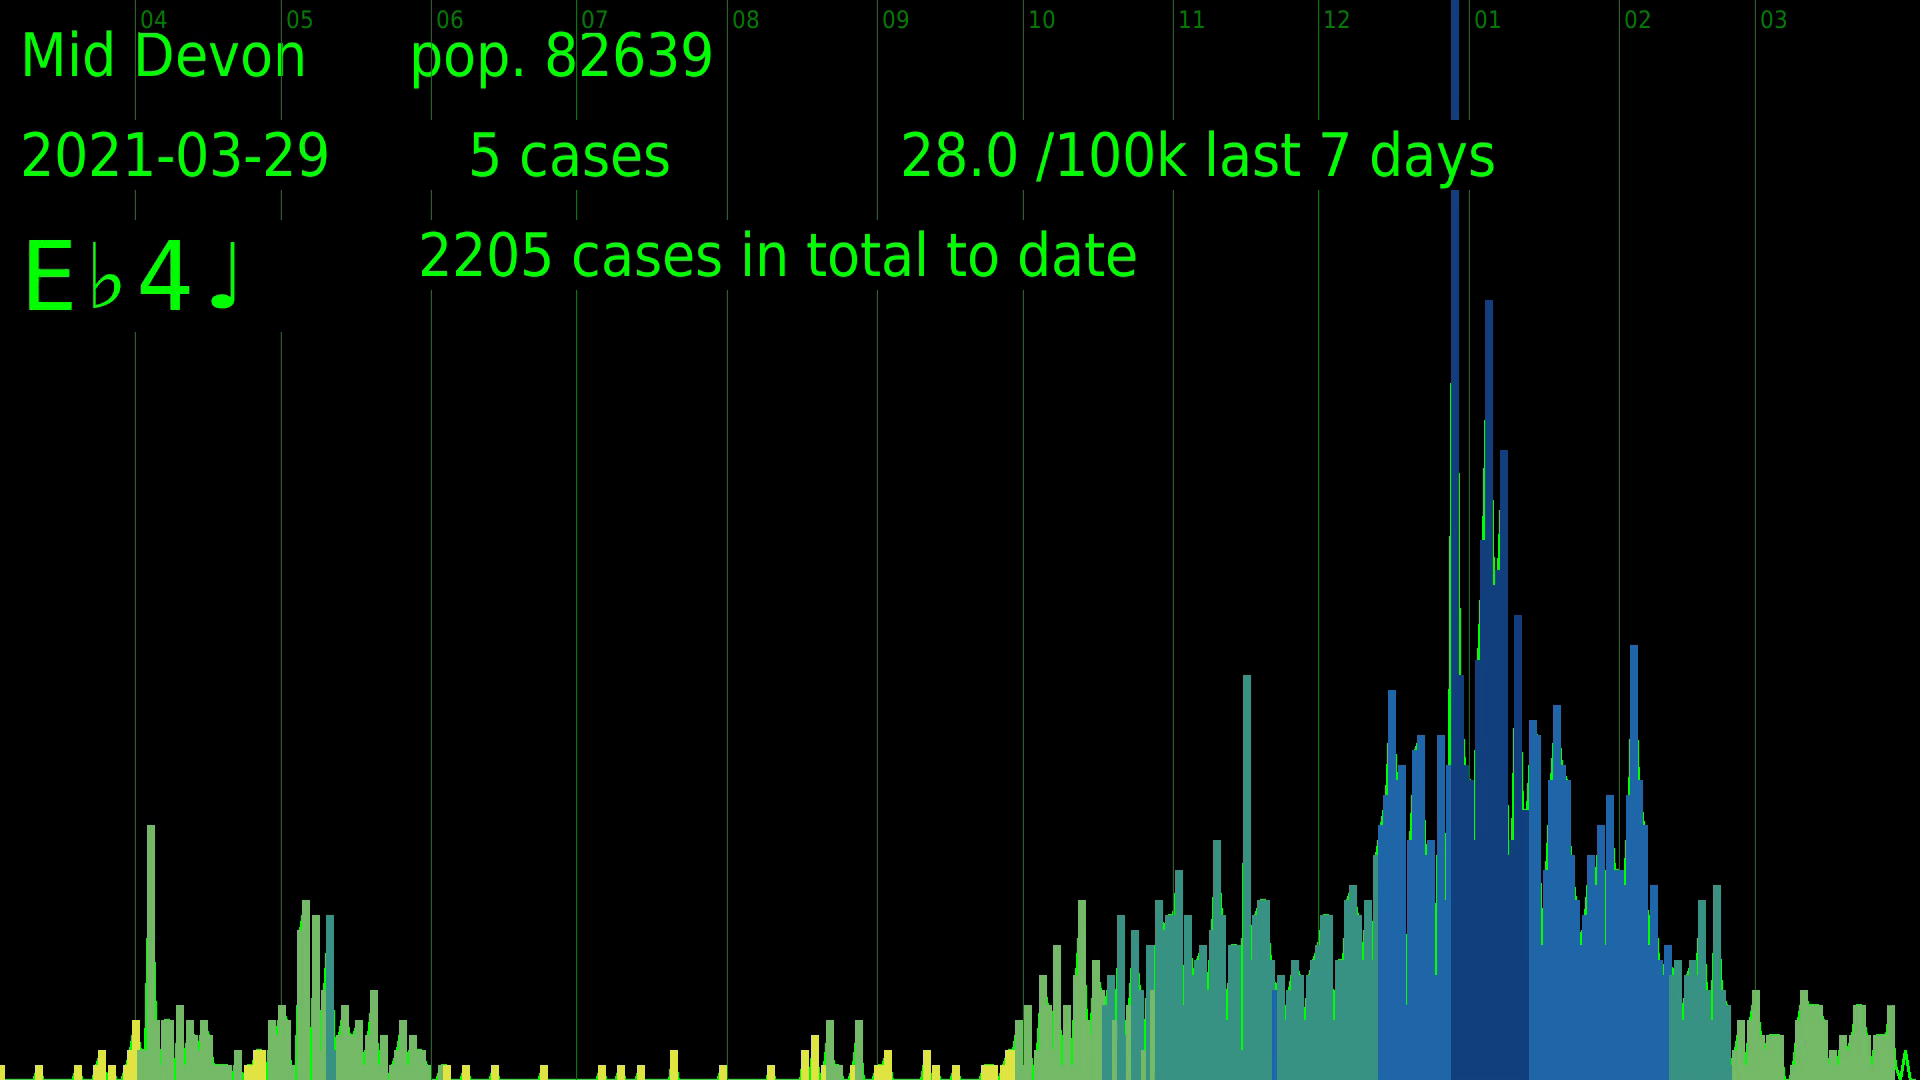 04 05 06 07 08 09 10 11 12 01 02 03
Mid Devon pop. 82639
2021-03-29 5 cases 28.0 /100k last 7 days
E♭4♩ 2205 cases in total to date